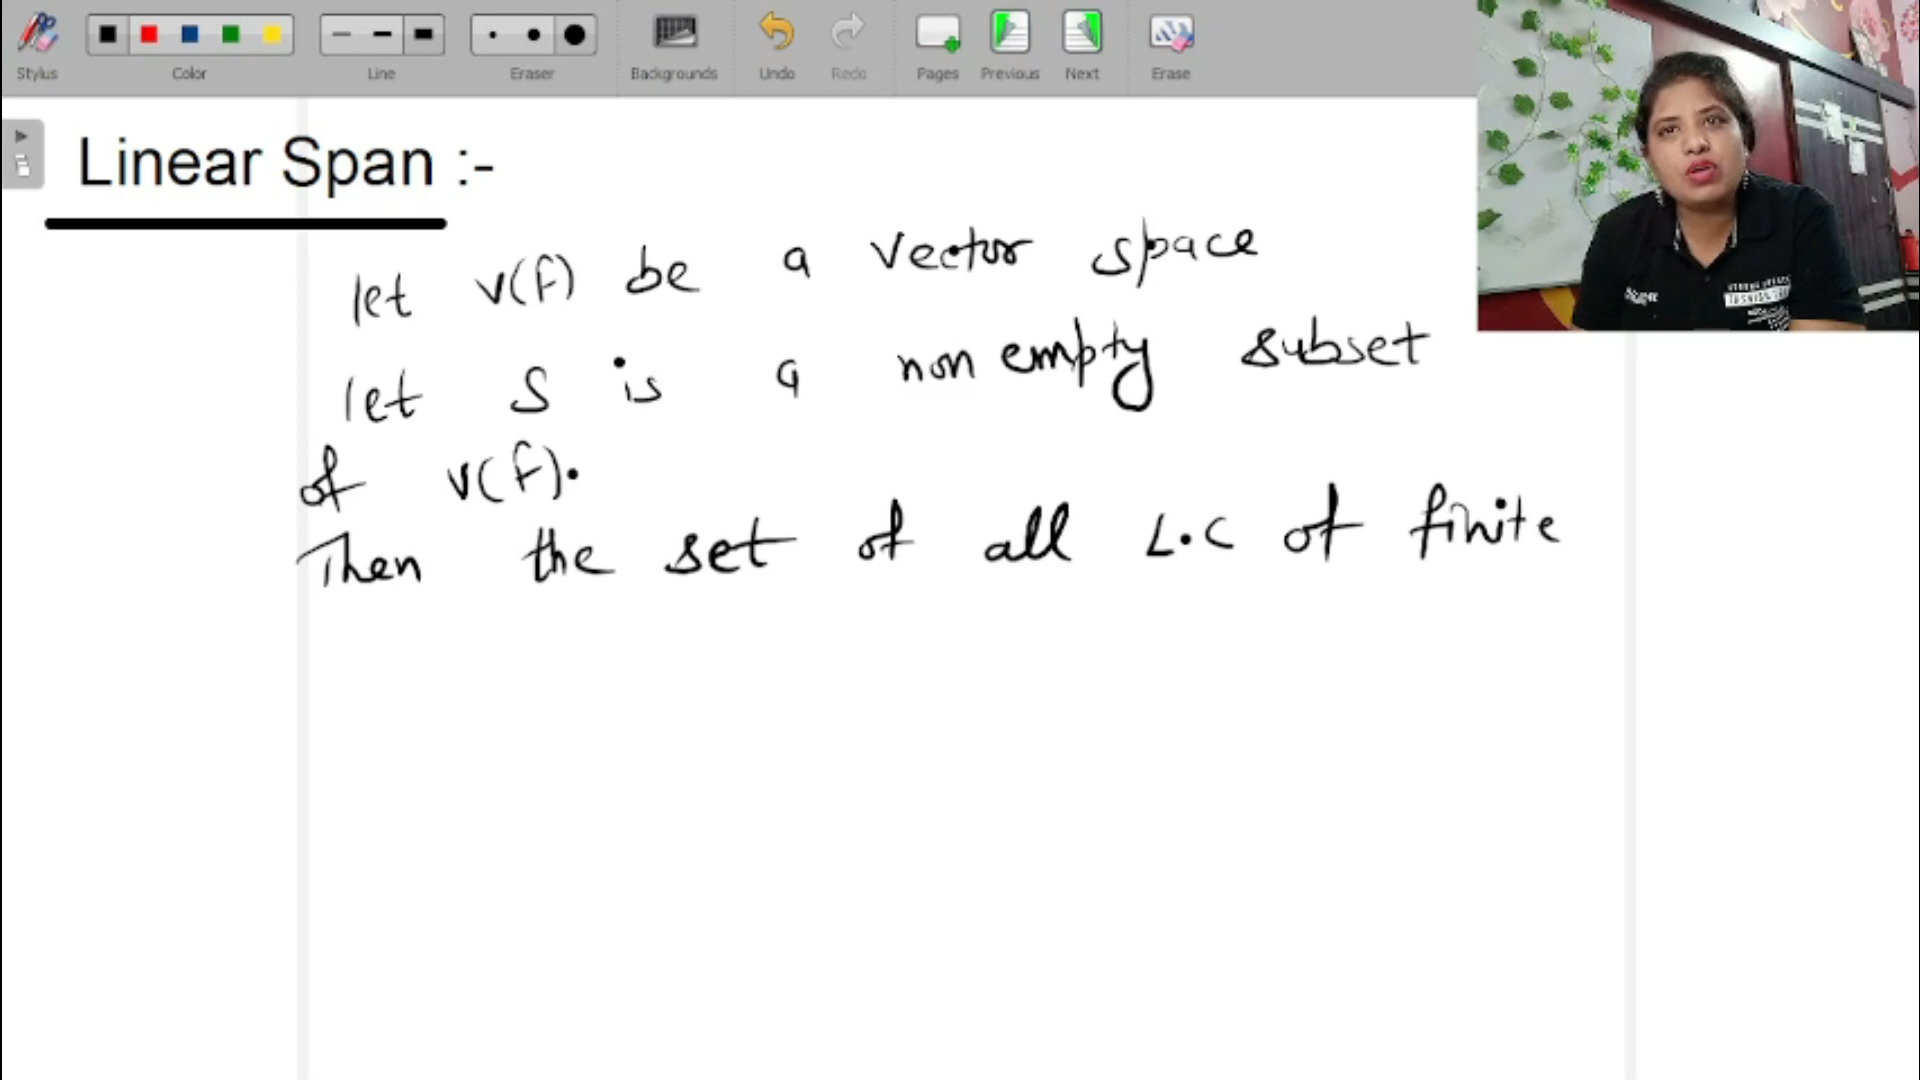 Stylus Color Line Eraser Backgrounds Undo Redo Pages Previous Next Erase
Linear Span :-
let V(F) be a vector space
let S is a non empty subset
of V(F).
Then the set of all L.C of finite